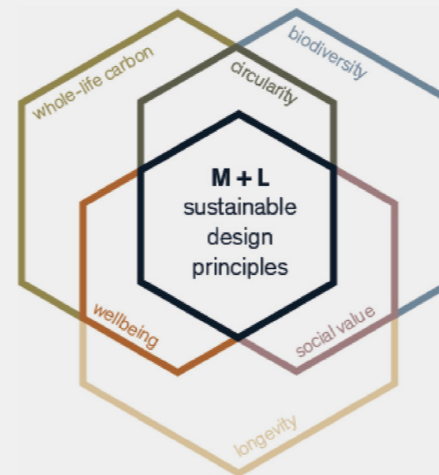 whole-life carbon
circularity
biodiversity
M + L
sustainable
design
principles
wellbeing
social value
longevity